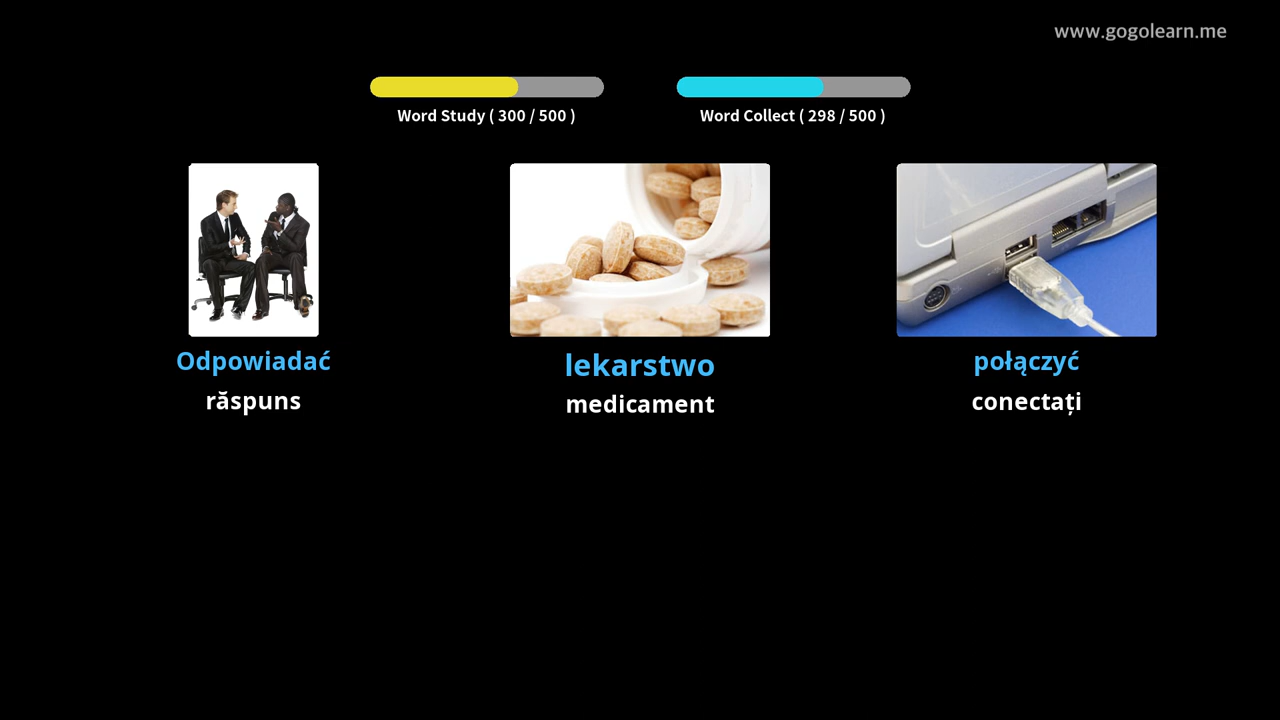 www.gogolearn.me
Word Study ( 300 / 500 )
Word Collect ( 298 / 500 )
Odpowiadać
răspuns
lekarstwo
medicament
połączyć
conectați